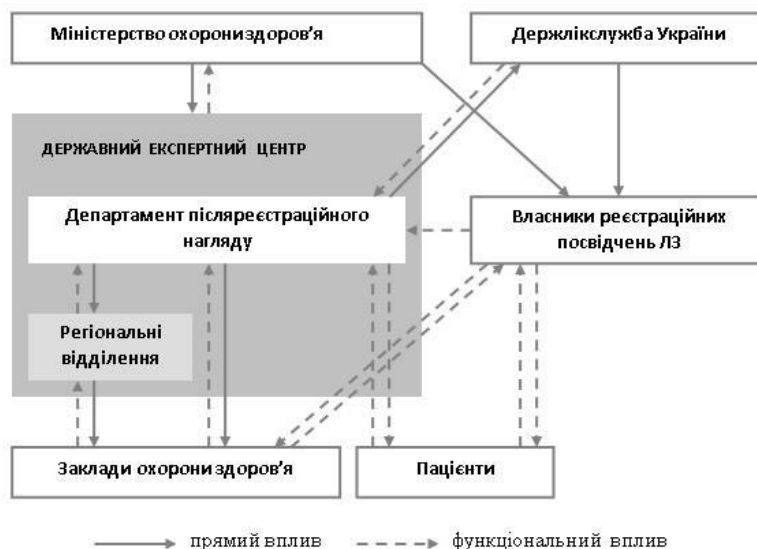 Міністерство охорони здоров'я
Держлікслужба України
ДЕРЖАВНИЙ ЕКСПЕРТНИЙ ЦЕНТР
Департамент післяреєстраційного
нагляду
Власники реєстраційних
посвідчень ЛЗ
Регіональні
відділення
Заклади охорони здоров'я
Пацієнти
прямий вплив
функціональний вплив